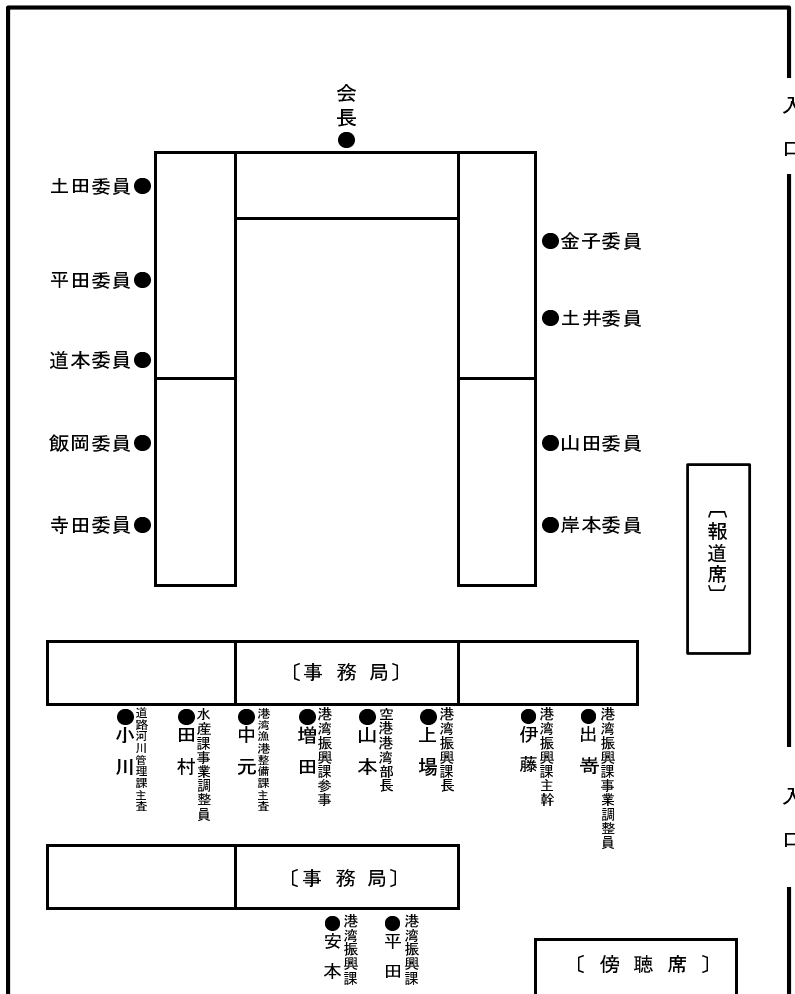 会長
入口
土田委員
金子委員
平田委員
土井委員
道本委員
飯岡委員
山田委員
寺田委員
岸本委員
〔報道席〕
〔事務局〕
道路河川管理課主査
小川
水産課事業調整員
田村
港湾漁港整備課主査
中元
港湾振興課参事
増田
空港港湾部長
山本
港湾振興課長
上場
港湾振興課主幹
伊藤
港湾振興課事業調整員
出嵜
入口
〔事務局〕
港湾振興課
安本
港湾振興課
平田
〔傍聴席〕